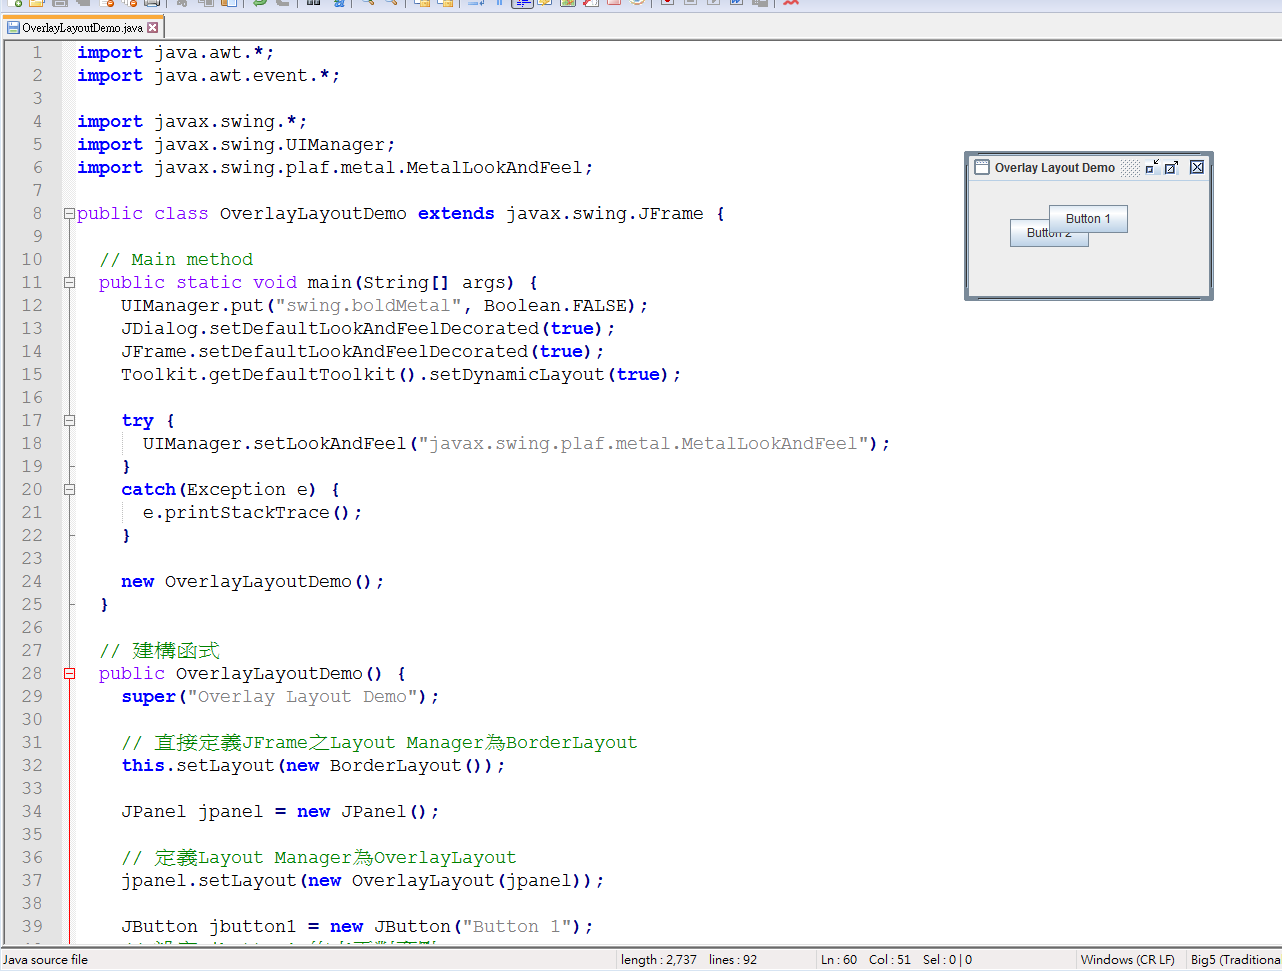 OverlayLayoutDemo.java
1 import java.awt.*;
2 import java.awt.event.*;
3
4 import javax.swing.*;
5 import javax.swing.UIManager;
6 import javax.swing.plaf.metal.MetalLookAndFeel;
7
8 public class OverlayLayoutDemo extends javax.swing.JFrame {
9
10 // Main method
11 public static void main(String[] args) {
12 UIManager.put("swing.boldMetal", Boolean.FALSE);
13 JDialog.setDefaultLookAndFeelDecorated(true);
14 JFrame.setDefaultLookAndFeelDecorated(true);
15 Toolkit.getDefaultToolkit().setDynamicLayout(true);
16
17 try {
18 UIManager.setLookAndFeel("javax.swing.plaf.metal.MetalLookAndFeel");
19 }
20 catch(Exception e) {
21 e.printStackTrace();
22 }
23
24 new OverlayLayoutDemo();
25 }
26
27 // 建構函式
28 public OverlayLayoutDemo() {
29 super("Overlay Layout Demo");
30
31 // 直接定義JFrame之Layout Manager為BorderLayout
32 this.setLayout(new BorderLayout());
33
34 JPanel jpanel = new JPanel();
35
36 // 定義Layout Manager為OverlayLayout
37 jpanel.setLayout(new OverlayLayout(jpanel));
38
39 JButton jbutton1 = new JButton("Button 1");
Overlay Layout Demo
Button 1
Button 2
Java source file length : 2,737 lines : 92 Ln : 60 Col : 51 Sel : 0 | 0 Windows (CR LF) Big5 (Traditiona